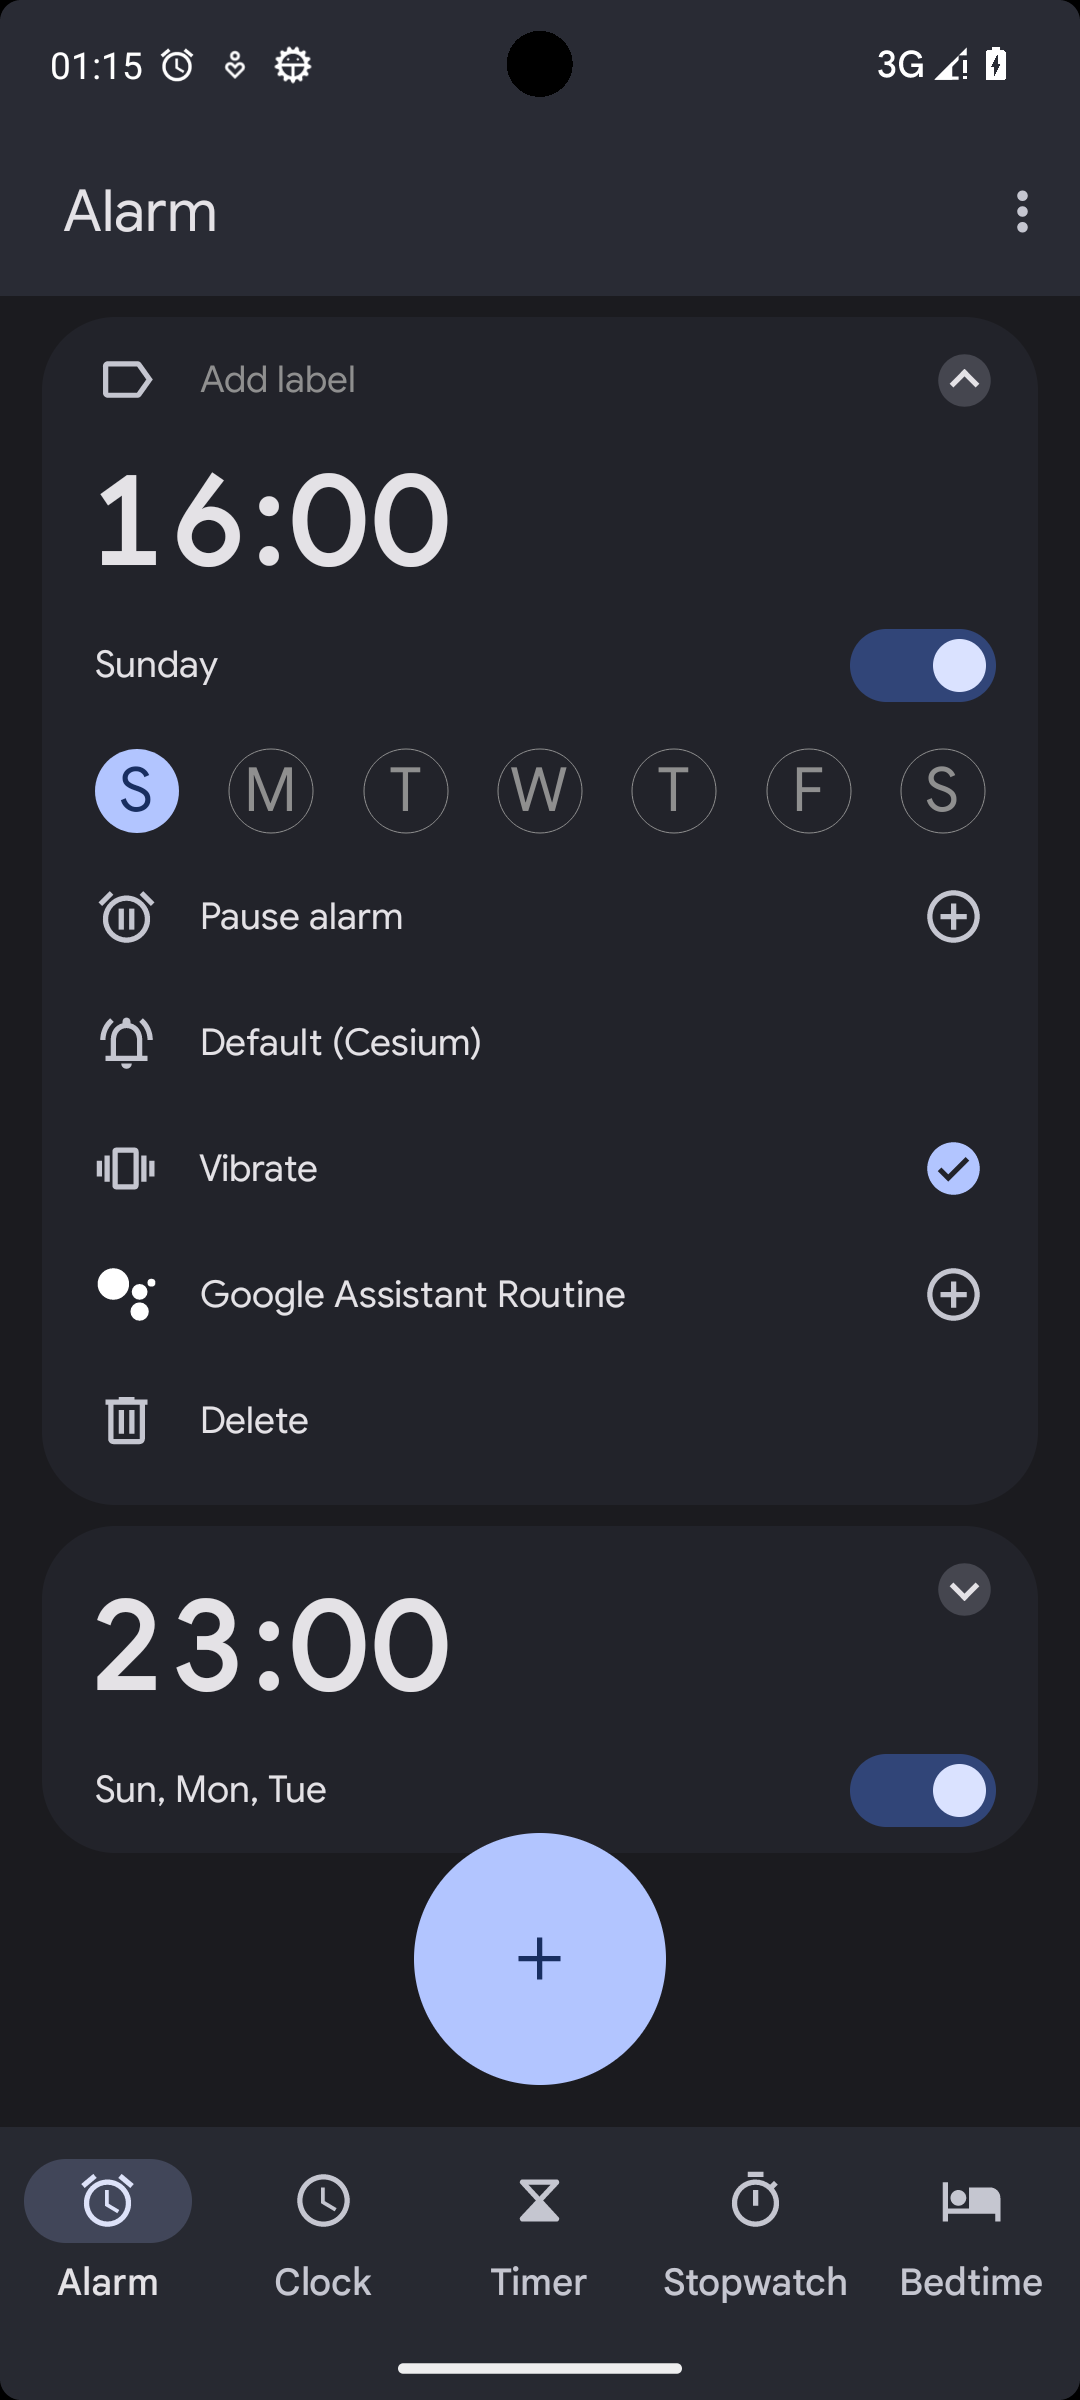 01:15
3G
Alarm
Add label
16:00
Sunday
S M T W T F S
Pause alarm
Default (Cesium)
Vibrate
Google Assistant Routine
Delete
23:00
Sun, Mon, Tue
Alarm
Clock
Timer
Stopwatch
Bedtime